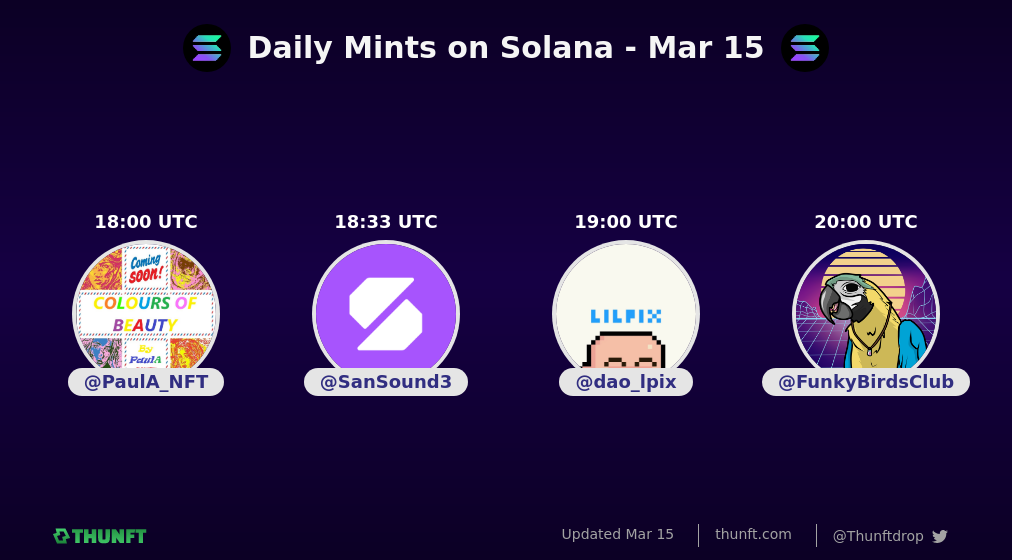 Daily Mints on Solana - Mar 15
18:00 UTC
Coming
SOON!
COLOURS OF
BEAUTY
By
PaulA
@PaulA_NFT
18:33 UTC
@SanSound3
19:00 UTC
LILPIX
@dao_lpix
20:00 UTC
@FunkyBirdsClub
THUNFT
Updated Mar 15
thunft.com
@Thunftdrop